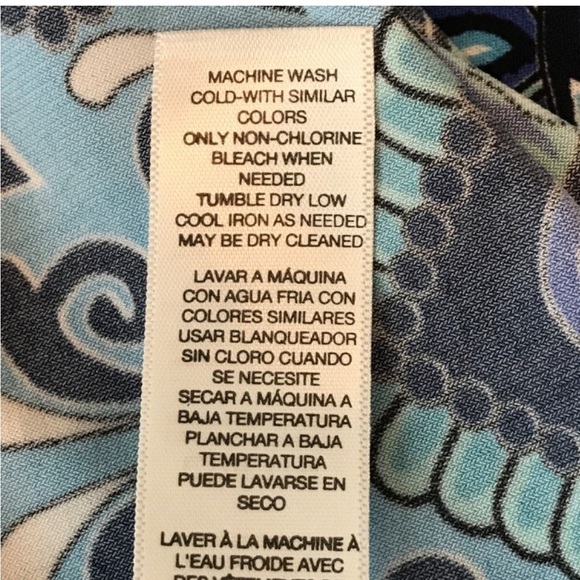 MACHINE WASH
COLD-WITH SIMILAR
COLORS
ONLY NON-CHLORINE
BLEACH WHEN
NEEDED
TUMBLE DRY LOW
COOL IRON AS NEEDED
MAY BE DRY CLEANED
LAVAR A MÁQUINA
CON AGUA FRIA CON
COLORES SIMILARES
USAR BLANQUEADOR
SIN CLORO CUANDO
SE NECESITE
SECAR A MÁQUINA A
BAJA TEMPERATURA
PLANCHAR A BAJA
TEMPERATURA
PUEDE LAVARSE EN
SECO
LAVER À LA MACHINE À
L'EAU FROIDE AVEC